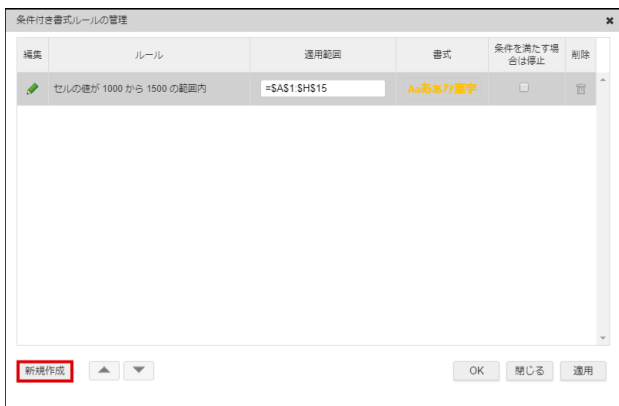 条件付き書式ルールの管理
編集 ルール 適用範囲 書式 条件を満たす場合は停止 削除
セルの値が 1000 から 1500 の範囲内 =$A$1:$H$15 Aaあぁアァ漢字
新規作成 OK 閉じる 適用